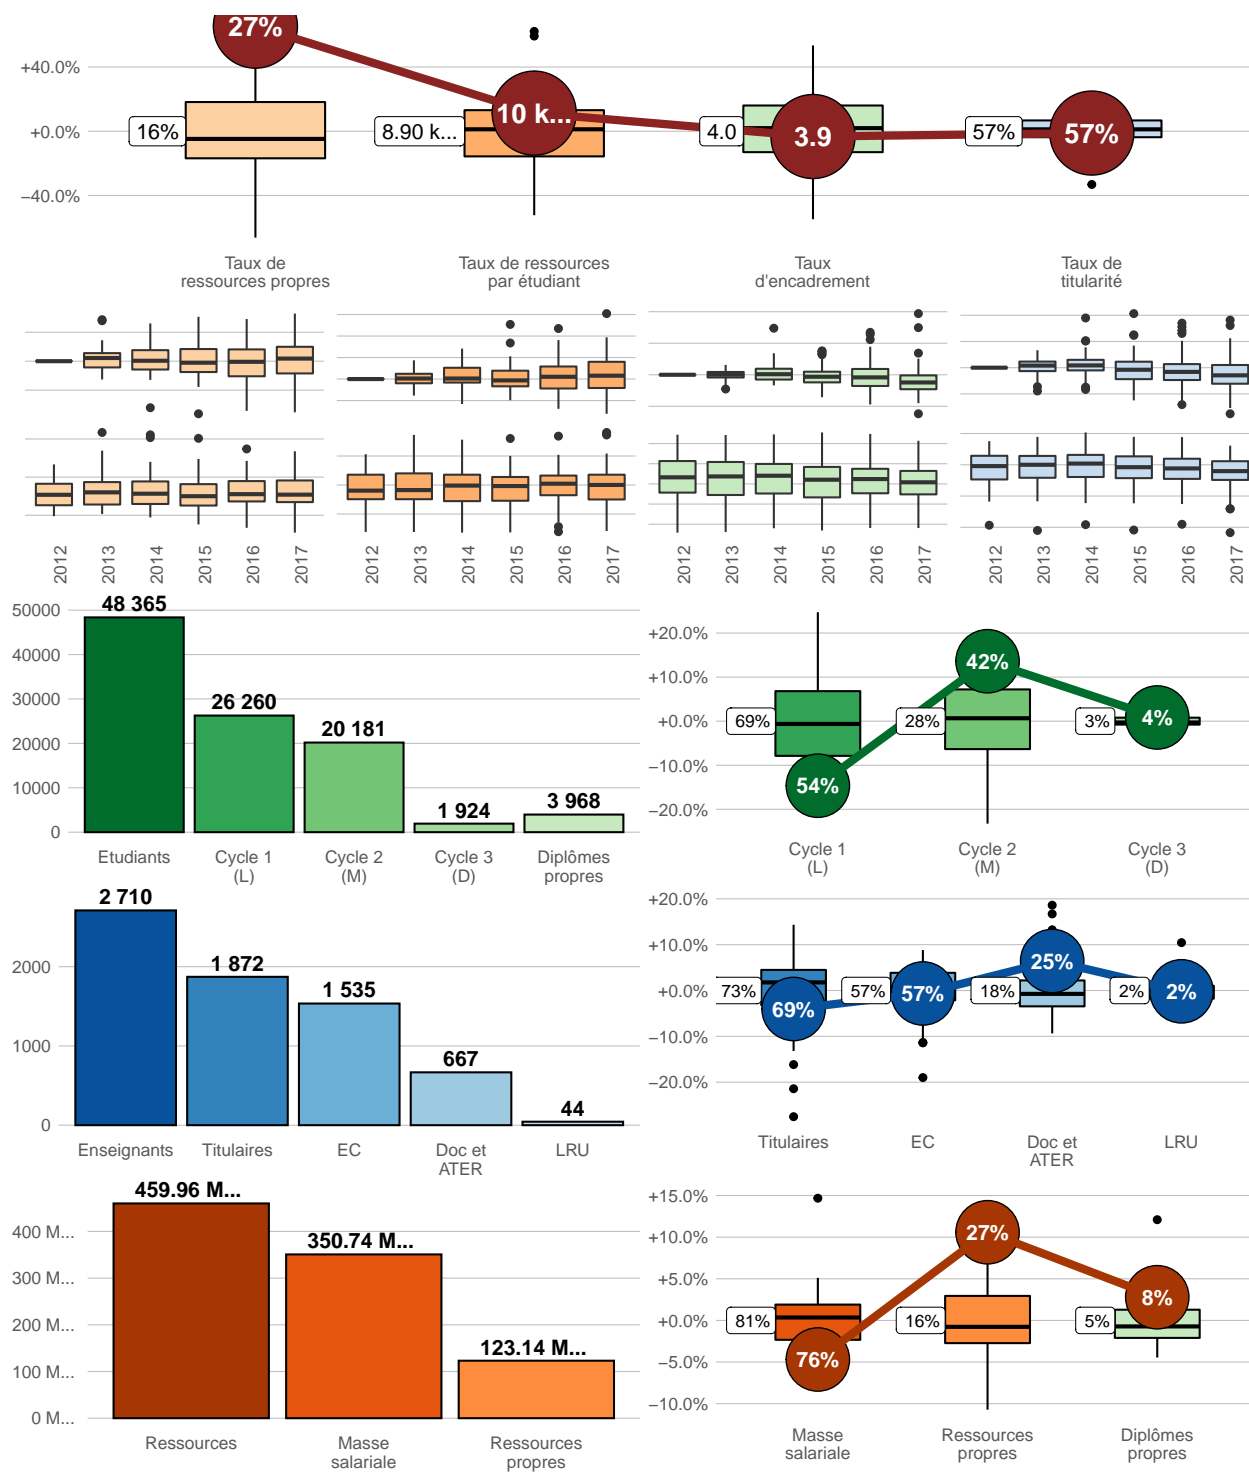 27%
+40.0%
+0.0%
−40.0%
16%
8.90 k...
10 k...
4.0
3.9
57%
57%
Taux de
ressources propres
Taux de ressources
par étudiant
Taux
d'encadrement
Taux de
titularité
2012
2013
2014
2015
2016
2017
2012
2013
2014
2015
2016
2017
2012
2013
2014
2015
2016
2017
2012
2013
2014
2015
2016
2017
50000
40000
30000
20000
10000
0
48 365
26 260
20 181
1 924
3 968
Etudiants
Cycle 1
(L)
Cycle 2
(M)
Cycle 3
(D)
Diplômes
propres
+20.0%
+10.0%
+0.0%
−10.0%
−20.0%
69%
54%
28%
42%
3%
4%
Cycle 1
(L)
Cycle 2
(M)
Cycle 3
(D)
2000
1000
0
2 710
1 872
1 535
667
44
Enseignants
Titulaires
EC
Doc et
ATER
LRU
+20.0%
+10.0%
+0.0%
−10.0%
−20.0%
73%
69%
57%
57%
18%
25%
2%
2%
Titulaires
EC
Doc et
ATER
LRU
400 M...
300 M...
200 M...
100 M...
0 M...
459.96 M...
350.74 M...
123.14 M...
Ressources
Masse
salariale
Ressources
propres
+15.0%
+10.0%
+5.0%
+0.0%
−5.0%
−10.0%
81%
76%
16%
27%
5%
8%
Masse
salariale
Ressources
propres
Diplômes
propres